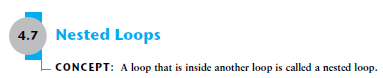 4.7 Nested Loops
CONCEPT: A loop that is inside another loop is called a nested loop.